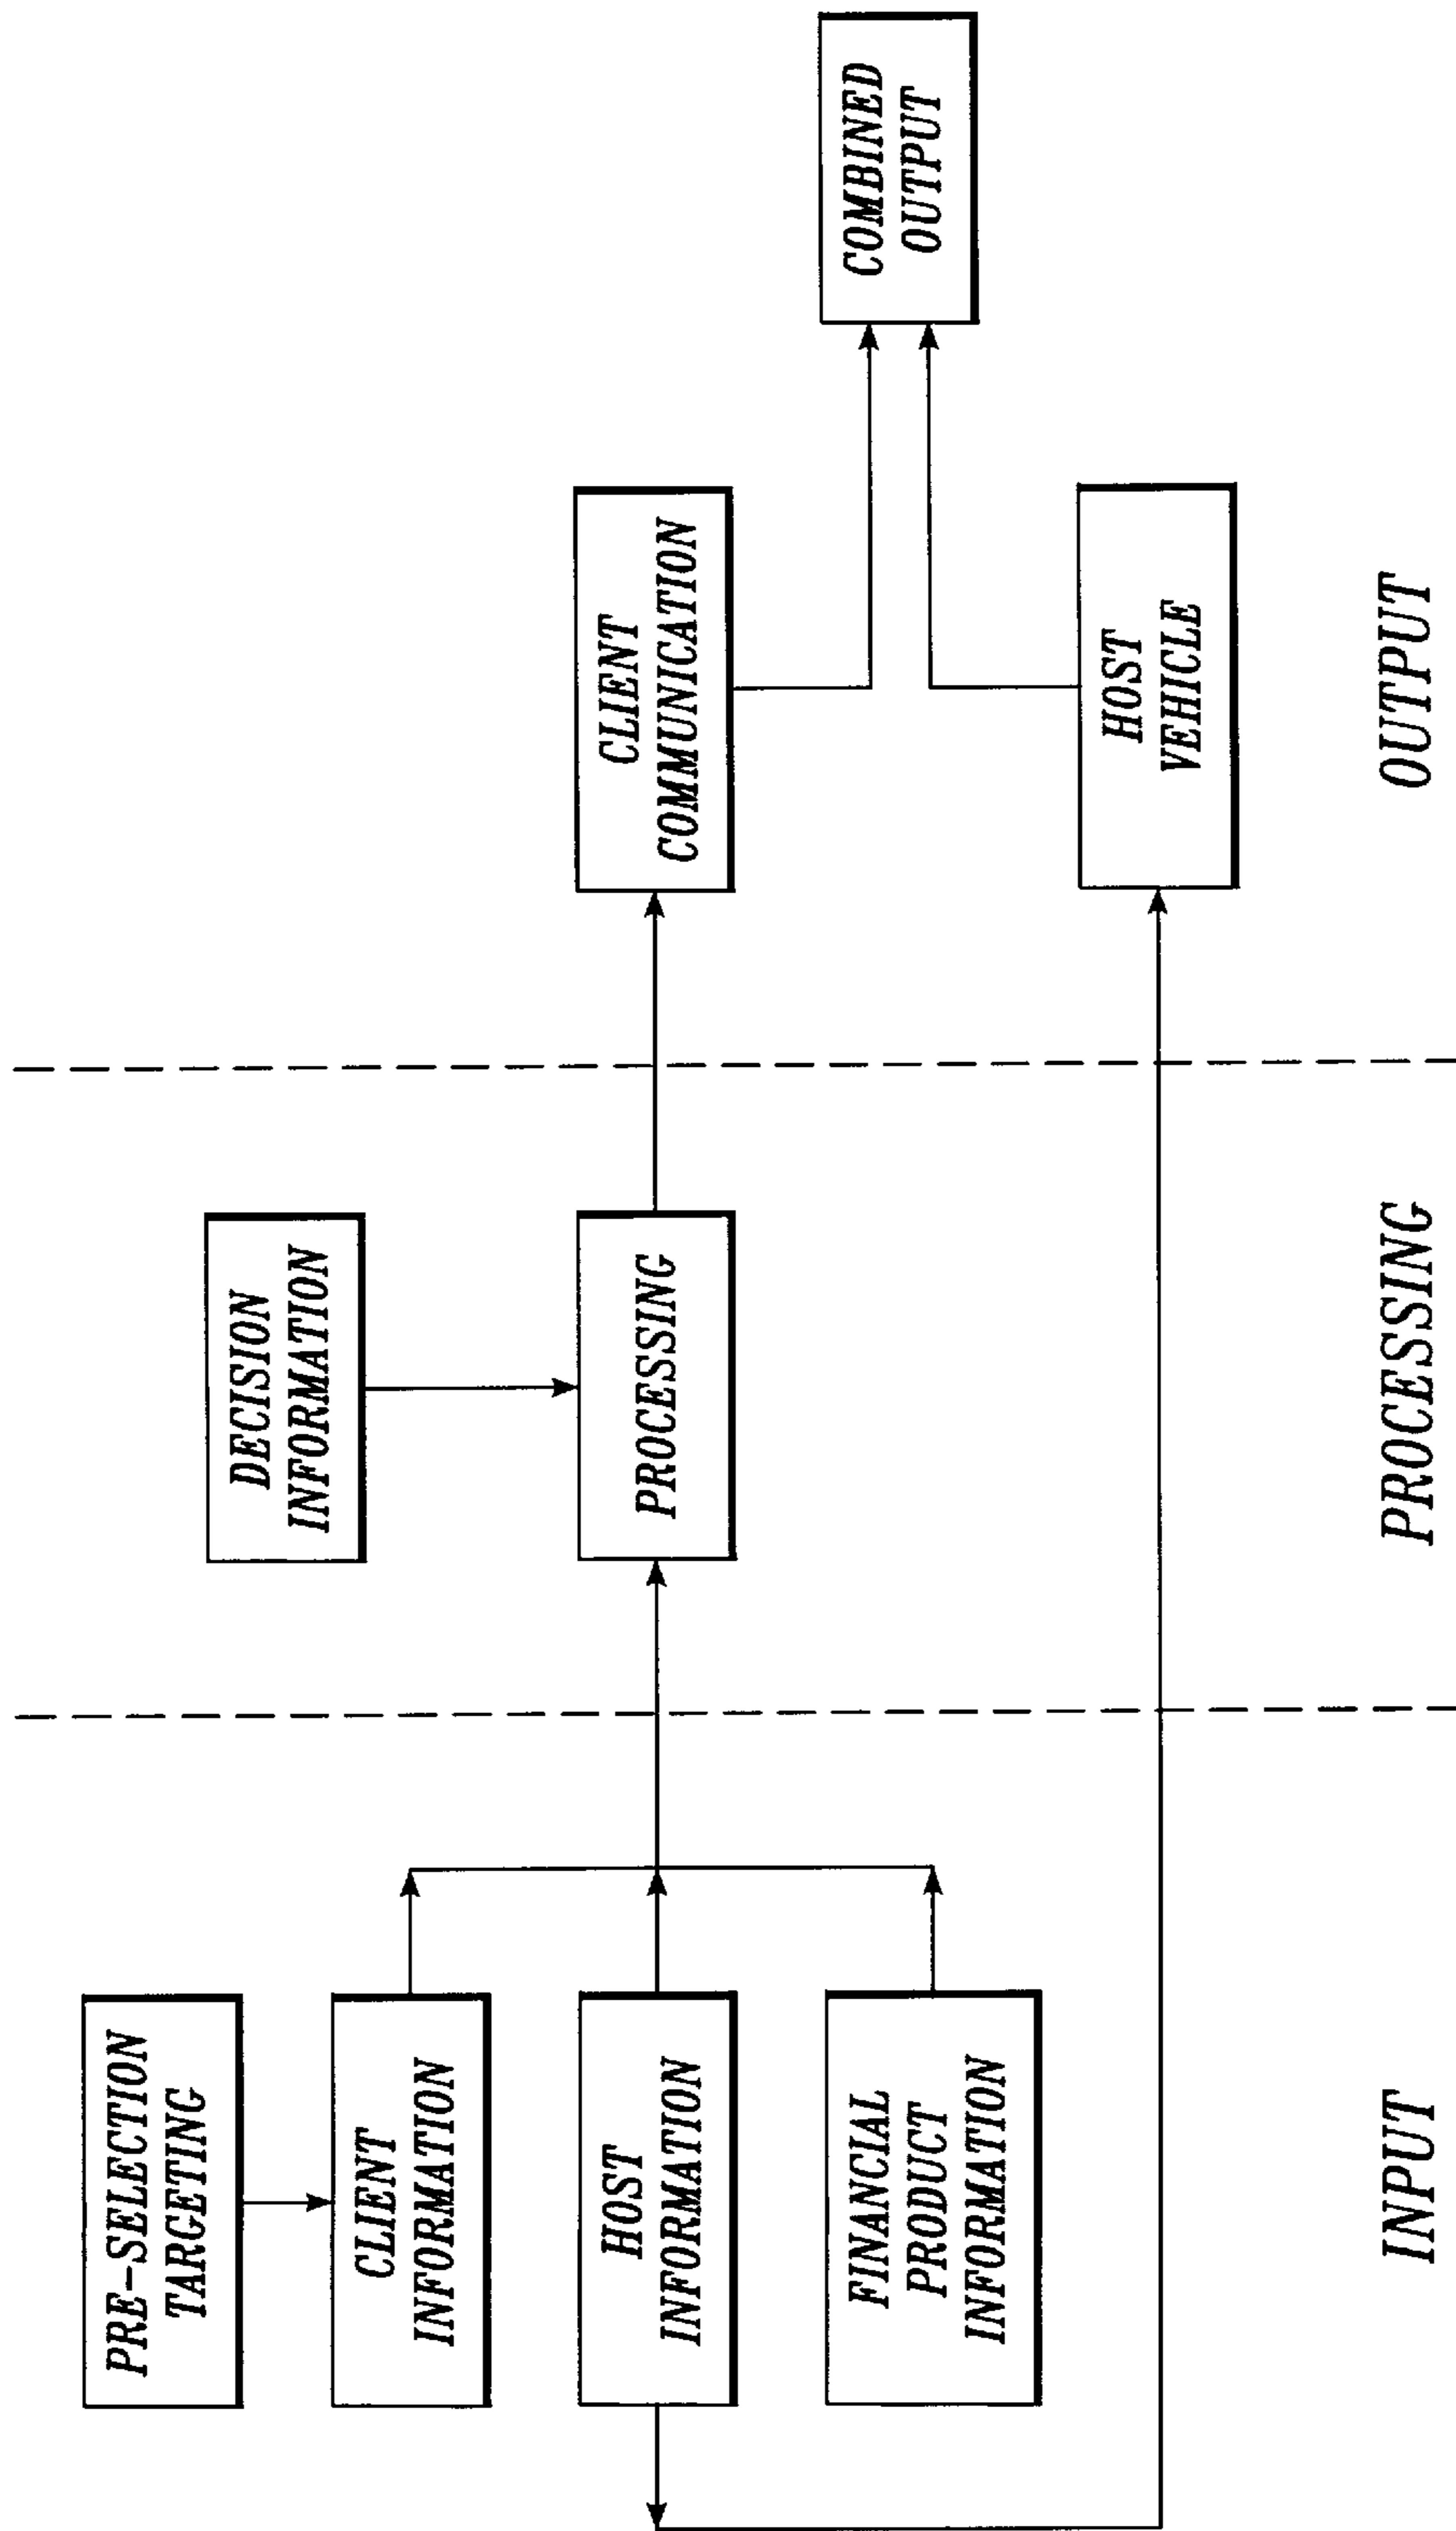 PRE-SELECTION
TARGETING
CLIENT
INFORMATION
HOST
INFORMATION
FINANCIAL
PRODUCT
INFORMATION
INPUT
DECISION
INFORMATION
PROCESSING
PROCESSING
CLIENT
COMMUNICATION
HOST
VEHICLE
COMBINED
OUTPUT
OUTPUT